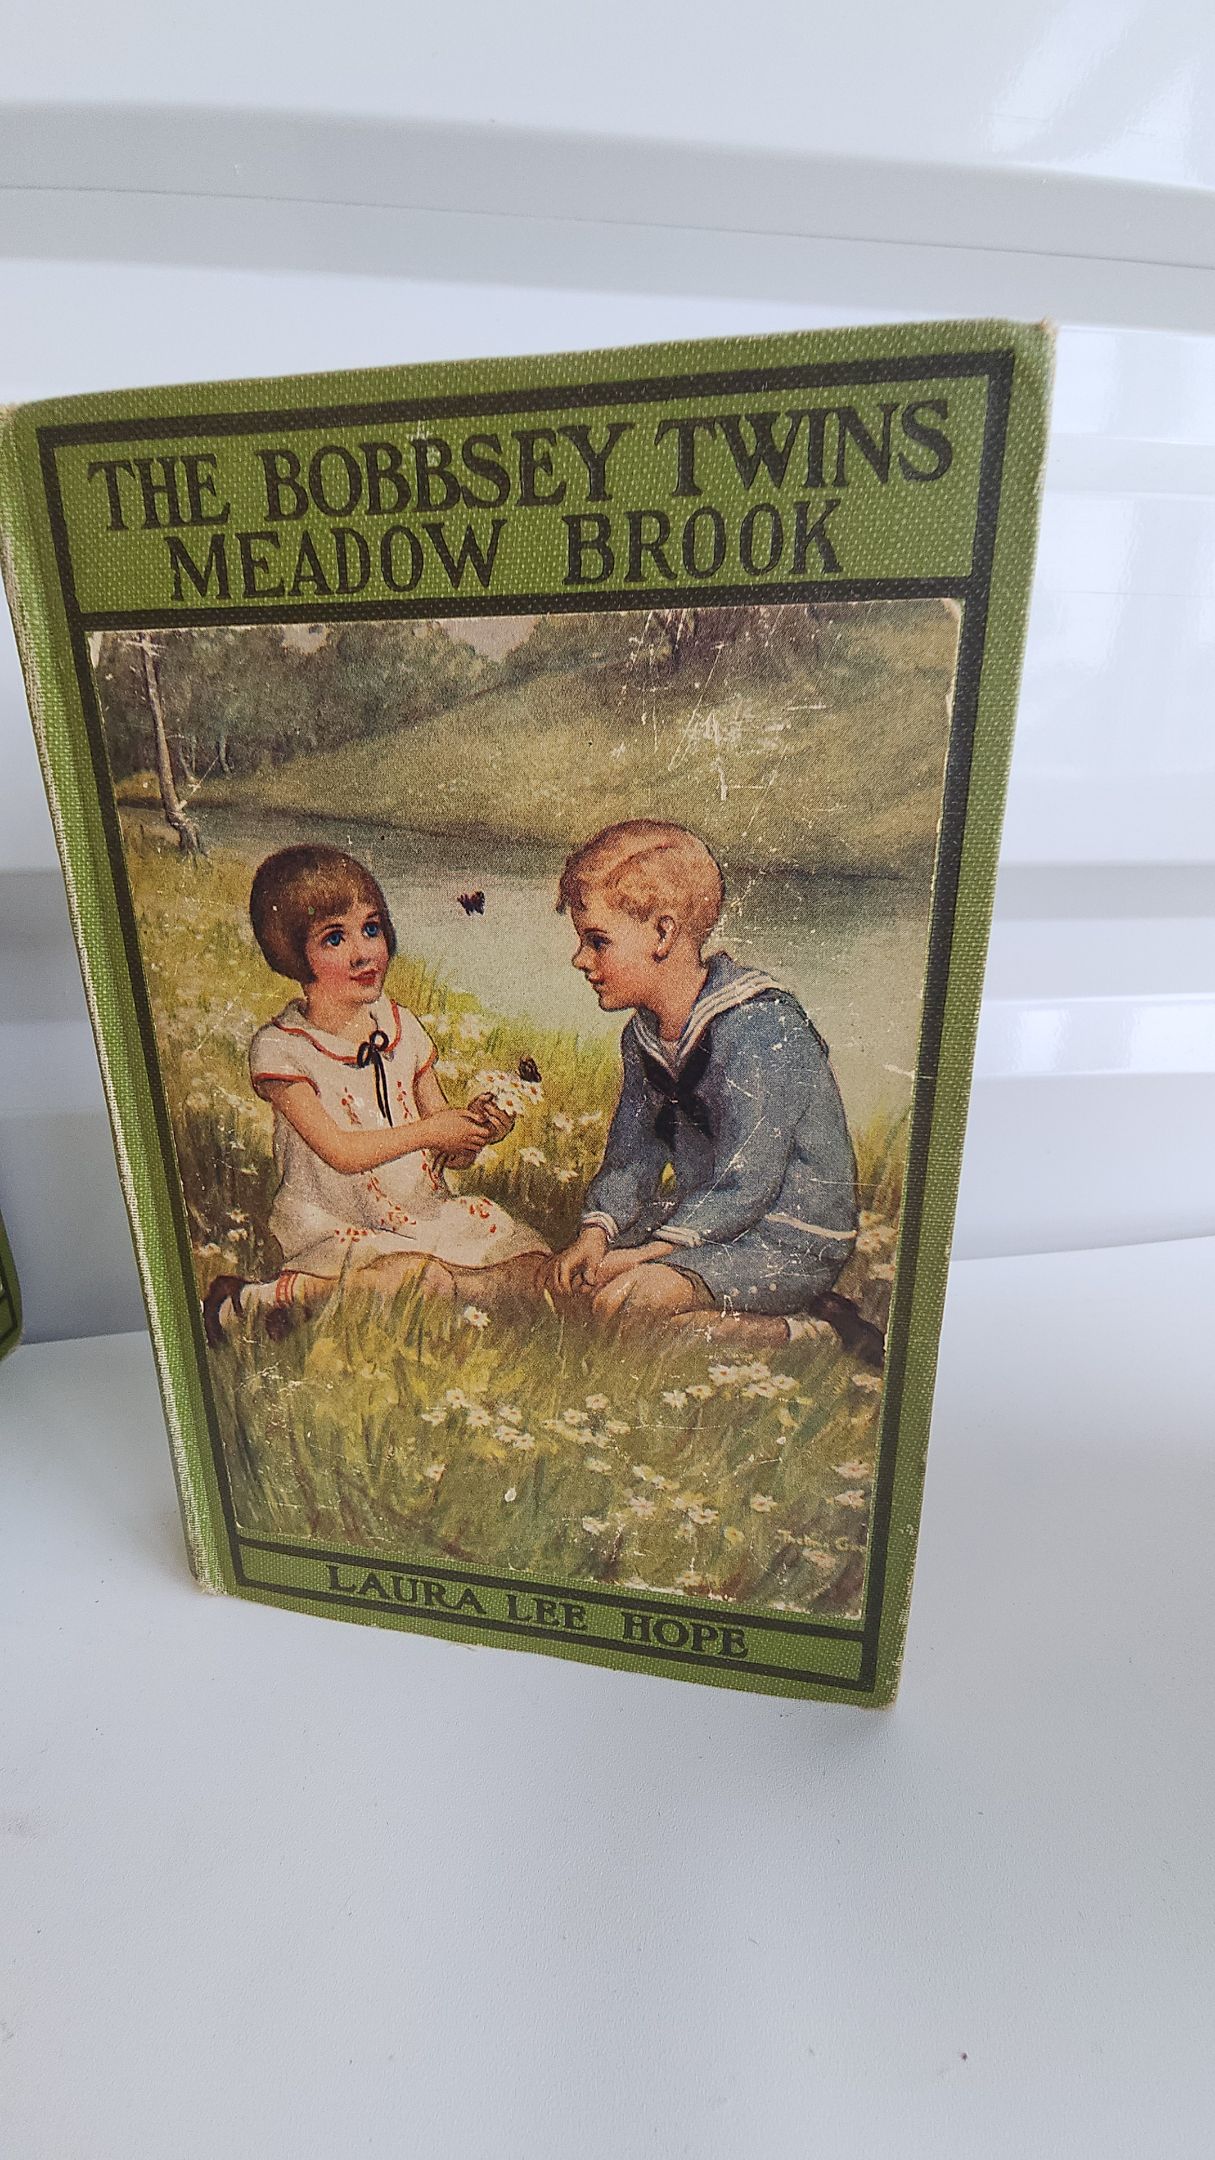 THE BOBBSEY TWINS
MEADOW BROOK
LAURA LEE HOPE